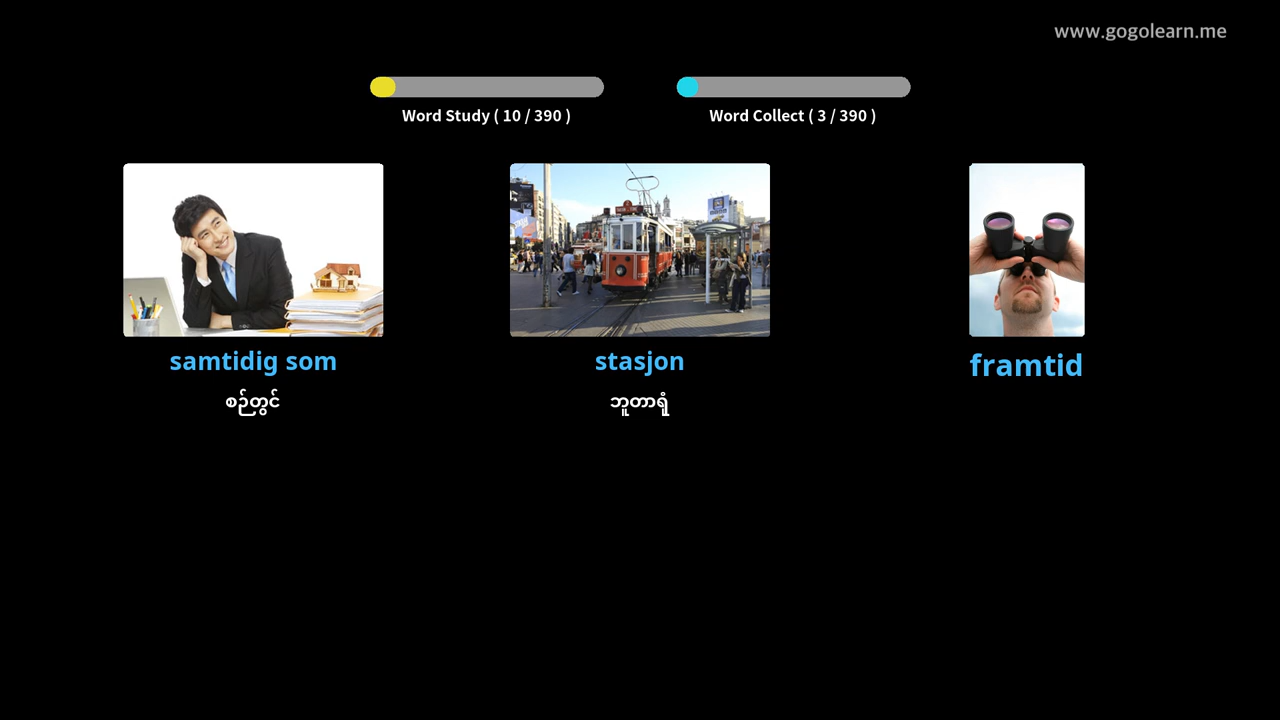 www.gogolearn.me
Word Study ( 10 / 390 )
Word Collect ( 3 / 390 )
samtidig som
stasjon
framtid
စဉ်တွင်
ဘူတာရုံ